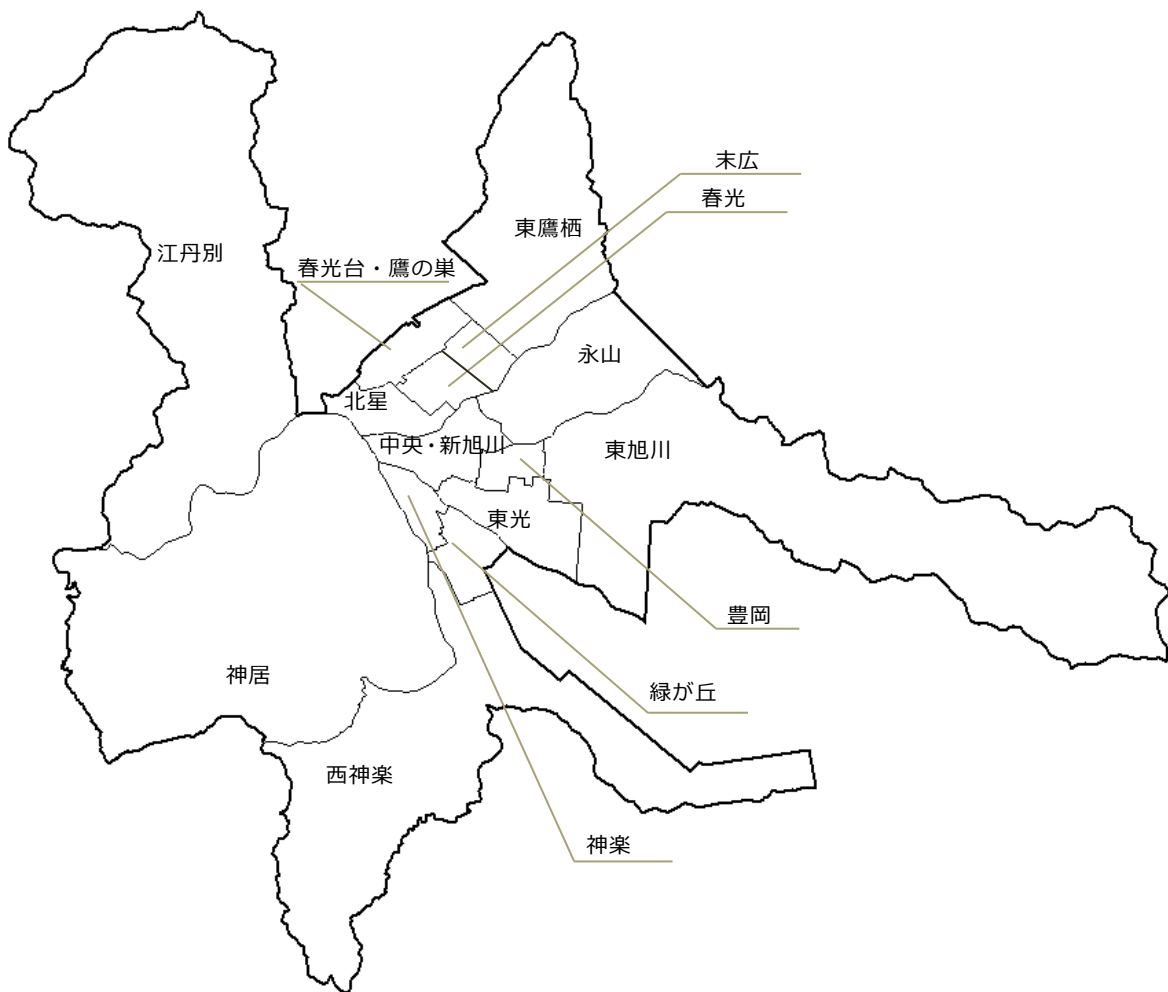 末広
春光
東鷹栖
江丹別
春光台・鷹の巣
永山
北星
中央・新旭川
東旭川
東光
豊岡
神居
緑が丘
西神楽
神楽